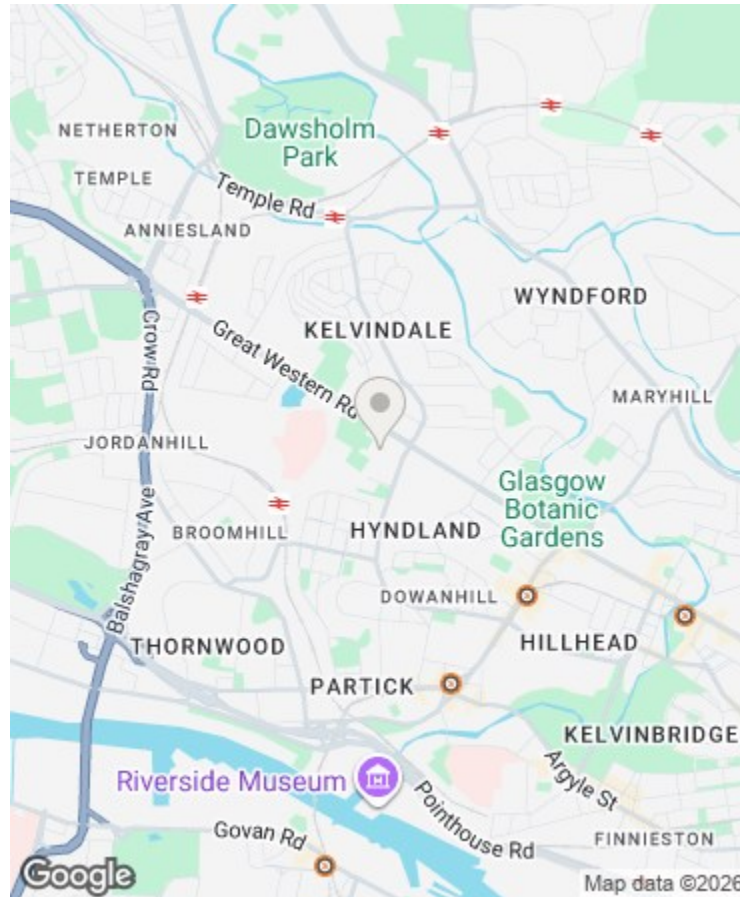 Dawsholm
Park
NETHERTON
TEMPLE
Temple Rd
ANNIESLAND
WYNDFORD
KELVINDALE
Crow Rd
Great Western Rd
MARYHILL
JORDANHILL
Glasgow
Botanic
Gardens
BROOMHILL
HYNDLAND
Balshagray Ave
DOWANHILL
THORNWOOD
HILLHEAD
PARTICK
KELVINBRIDGE
Riverside Museum
Argyle St
Pointhouse Rd
Govan Rd
FINNIESTON
Google
Map data ©2026